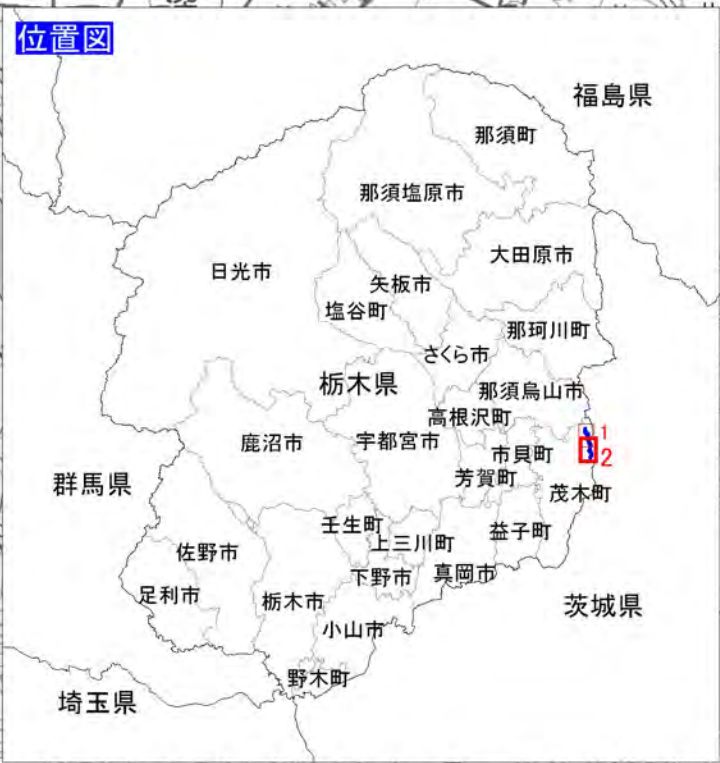 位置図
福島県
那須町
那須塩原市
大田原市
日光市
矢板市
塩谷町
那珂川町
さくら市
栃木県
那須烏山市
高根沢町
鹿沼市
宇都宮市
1
市貝町
2
芳賀町
群馬県
茂木町
壬生町
益子町
上三川町
佐野市
下野市
真岡市
足利市
栃木市
茨城県
小山市
野木町
埼玉県